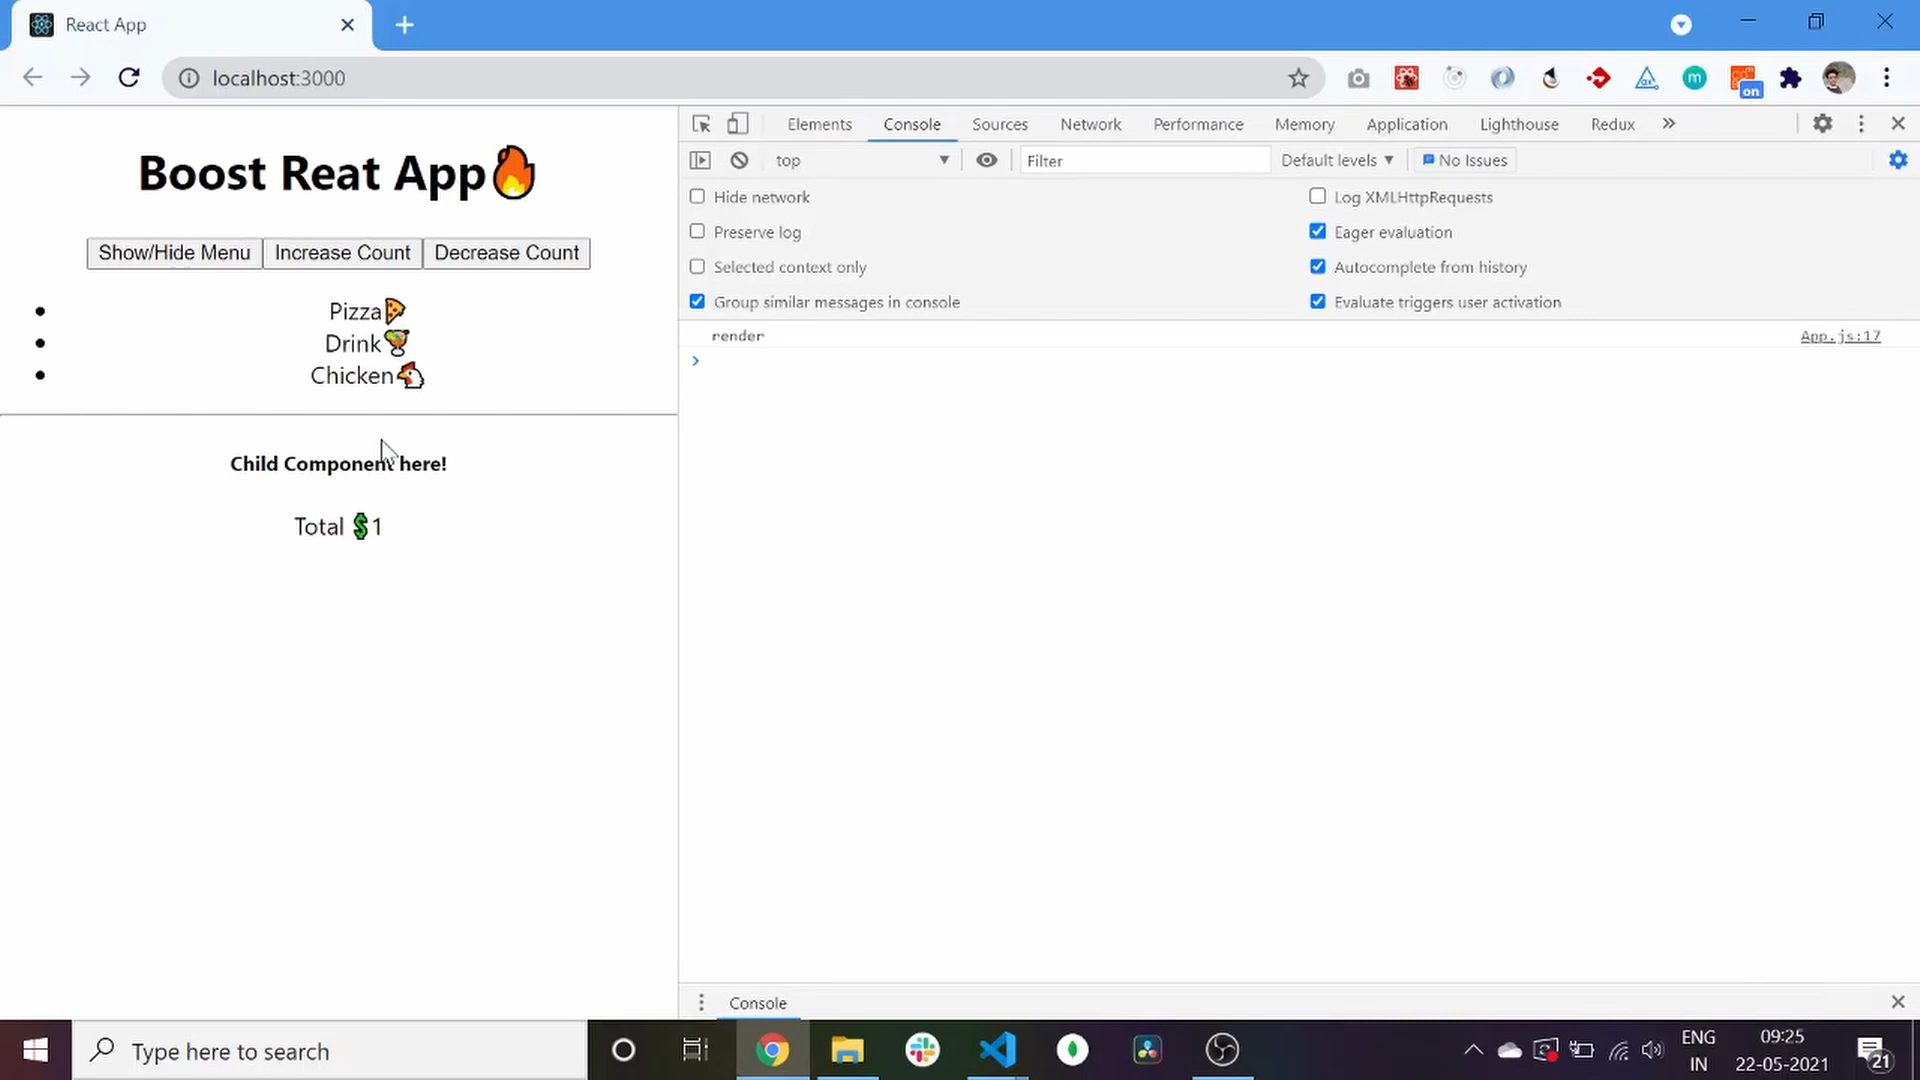 React App
localhost:3000
on
Boost Reat App🔥
Show/Hide Menu Increase Count Decrease Count
Pizza🍕
Drink🍹
Chicken🐔
Child Component here!
Total 💲1
Elements Console Sources Network Performance Memory Application Lighthouse Redux
top Filter Default levels No Issues
Hide network Log XMLHttpRequests
Preserve log Eager evaluation
Selected context only Autocomplete from history
Group similar messages in console Evaluate triggers user activation
render App.js:17
Console
Type here to search
ENG
IN
09:25
22-05-2021
21